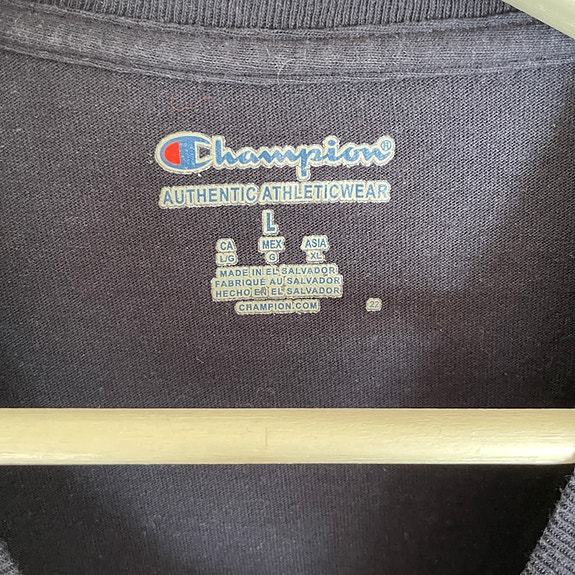 Champion®
AUTHENTIC ATHLETICWEAR
L
CA MEX ASIA
L/G G XL
MADE IN EL SALVADOR
FABRIQUÉ AU SALVADOR
HECHO EN EL SALVADOR
CHAMPION.COM
22